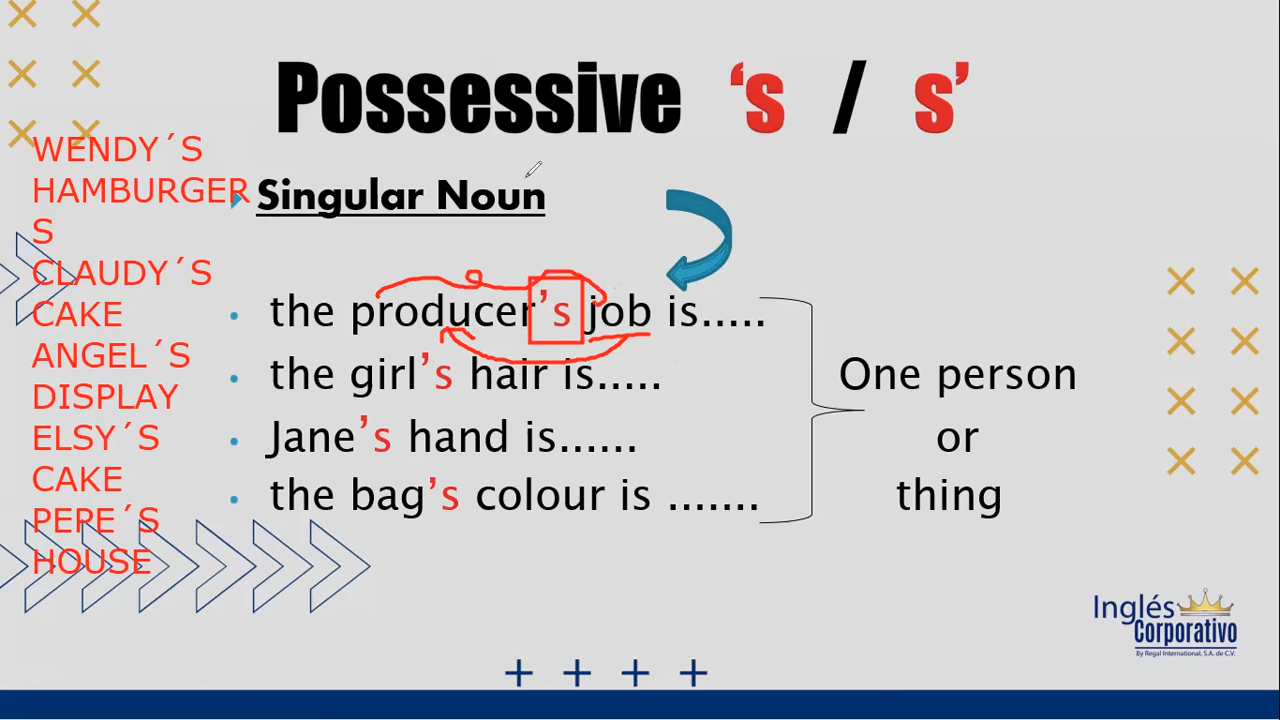 Possessive ‘s / s’
WENDY´S
HAMBURGER
S
CLAUDY´S
CAKE
ANGEL´S
DISPLAY
ELSY´S
CAKE
PEPE´S
HOUSE
Singular Noun
• the producer’s job is.....
• the girl’s hair is.....
• Jane’s hand is......
• the bag’s colour is .......
One person
or
thing
Inglés
Corporativo
By Regal International, S.A. de C.V.